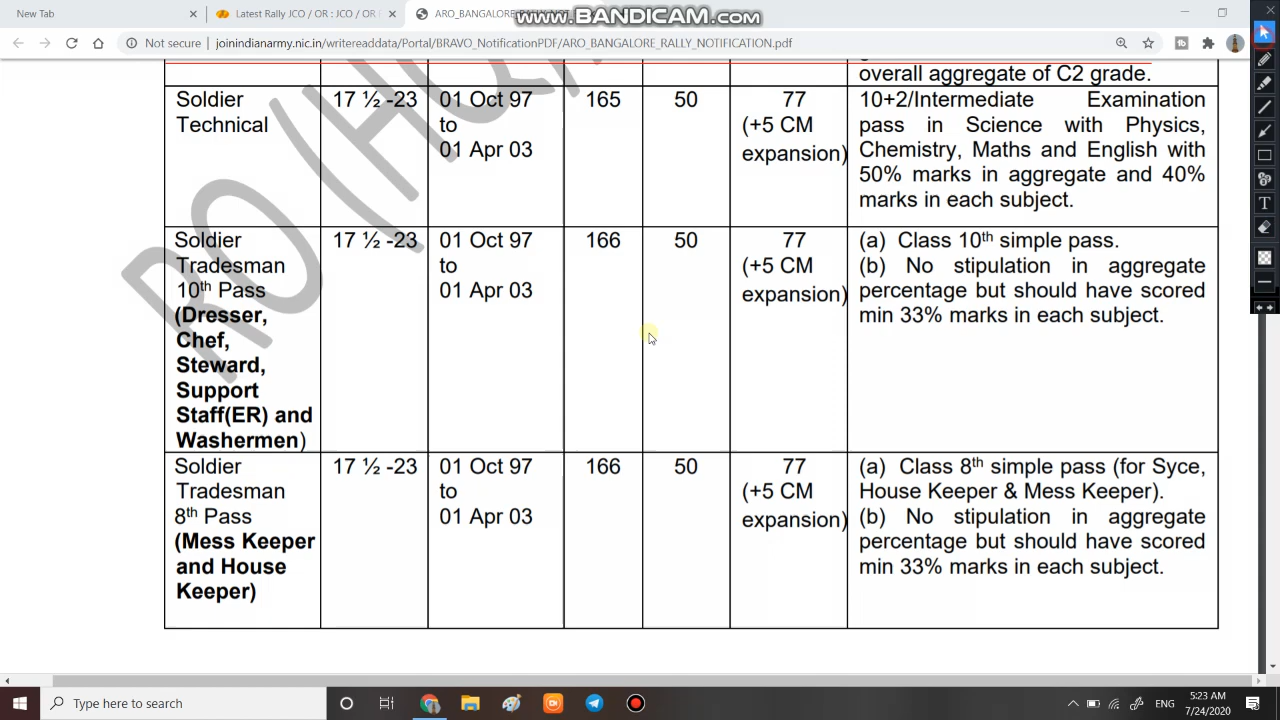 New Tab
Latest Rally JCO / OR : JCO / OR
ARO_BANGALORE_RALLY_NOT
www.BANDICAM.com
Not secure | joinindianarmy.nic.in/writereaddata/Portal/BRAVO_NotificationPDF/ARO_BANGALORE_RALLY_NOTIFICATION.pdf
overall aggregate of C2 grade.
Soldier
Technical
17 ½ -23
01 Oct 97
to
01 Apr 03
165
50
77
(+5 CM
expansion)
10+2/Intermediate Examination
pass in Science with Physics,
Chemistry, Maths and English with
50% marks in aggregate and 40%
marks in each subject.
Soldier
Tradesman
10th Pass
(Dresser,
Chef,
Steward,
Support
Staff(ER) and
Washermen)
17 ½ -23
01 Oct 97
to
01 Apr 03
166
50
77
(+5 CM
expansion)
(a) Class 10th simple pass.
(b) No stipulation in aggregate
percentage but should have scored
min 33% marks in each subject.
Soldier
Tradesman
8th Pass
(Mess Keeper
and House
Keeper)
17 ½ -23
01 Oct 97
to
01 Apr 03
166
50
77
(+5 CM
expansion)
(a) Class 8th simple pass (for Syce,
House Keeper & Mess Keeper).
(b) No stipulation in aggregate
percentage but should have scored
min 33% marks in each subject.
RO (HQ
Type here to search
ENG
5:23 AM
7/24/2020